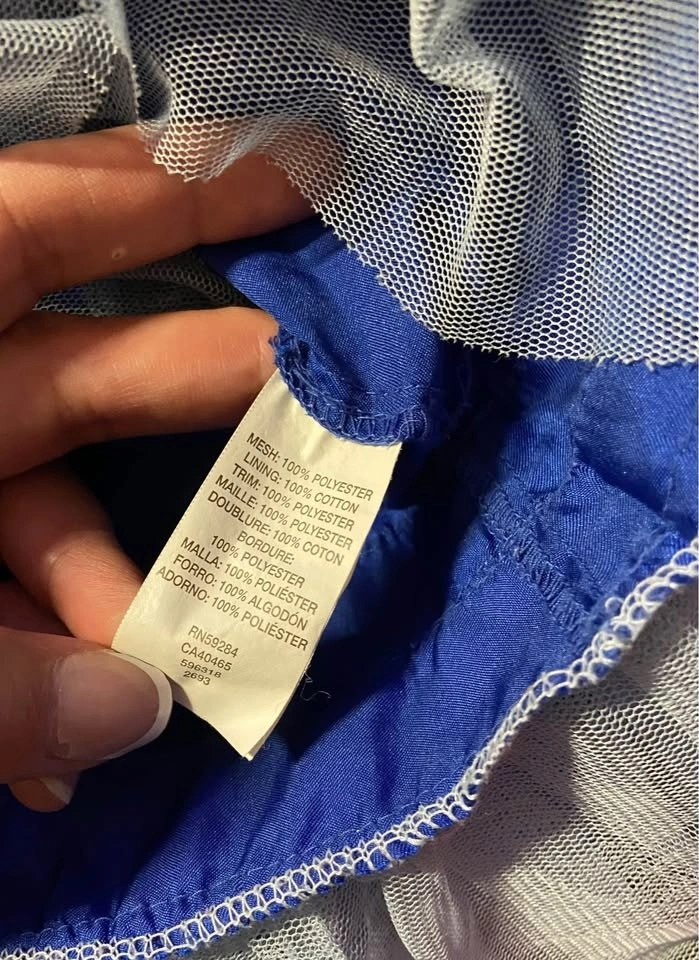 MESH: 100% POLYESTER
LINING: 100% COTTON
TRIM: 100% POLYESTER
MAILLE: 100% POLYESTER
DOUBLURE: 100% COTON
BORDURE:
100% POLYESTER
MALLA: 100% POLIÉSTER
FORRO: 100% ALGODÓN
ADORNO: 100% POLIÉSTER
RN59284
CA40465
596318
2693